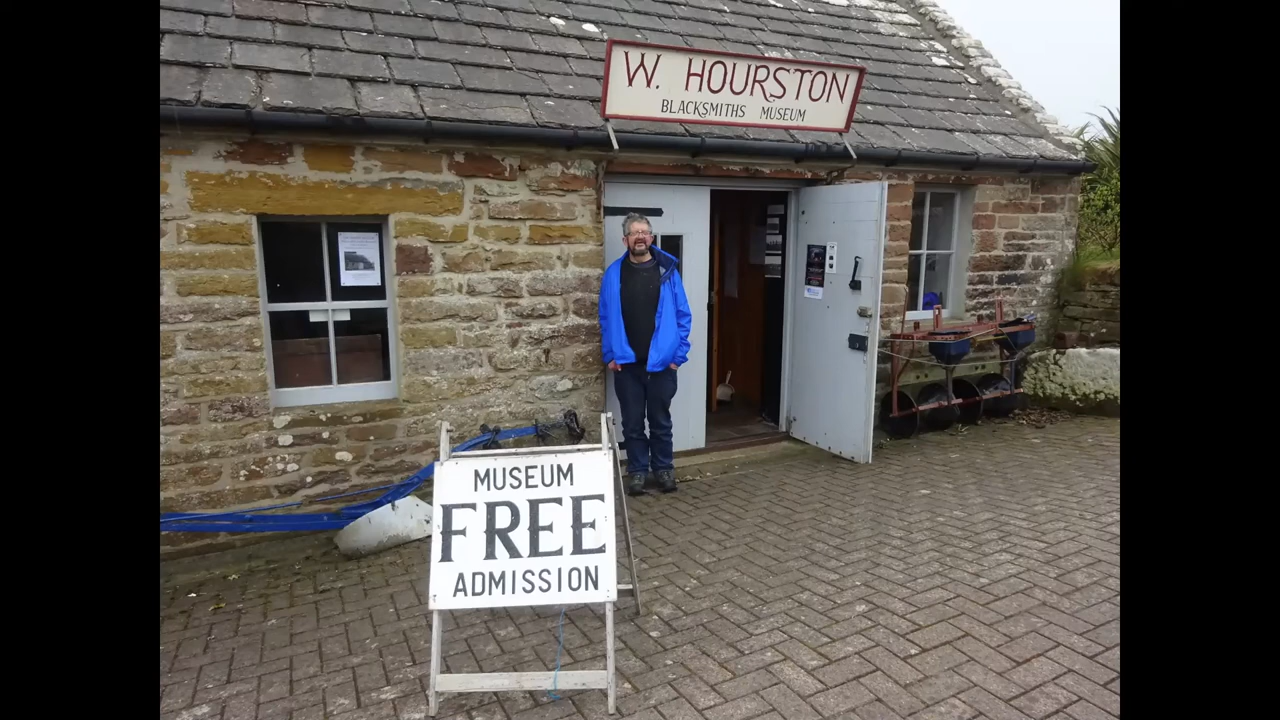 W. HOURSTON
BLACKSMITHS MUSEUM
MUSEUM
FREE
ADMISSION